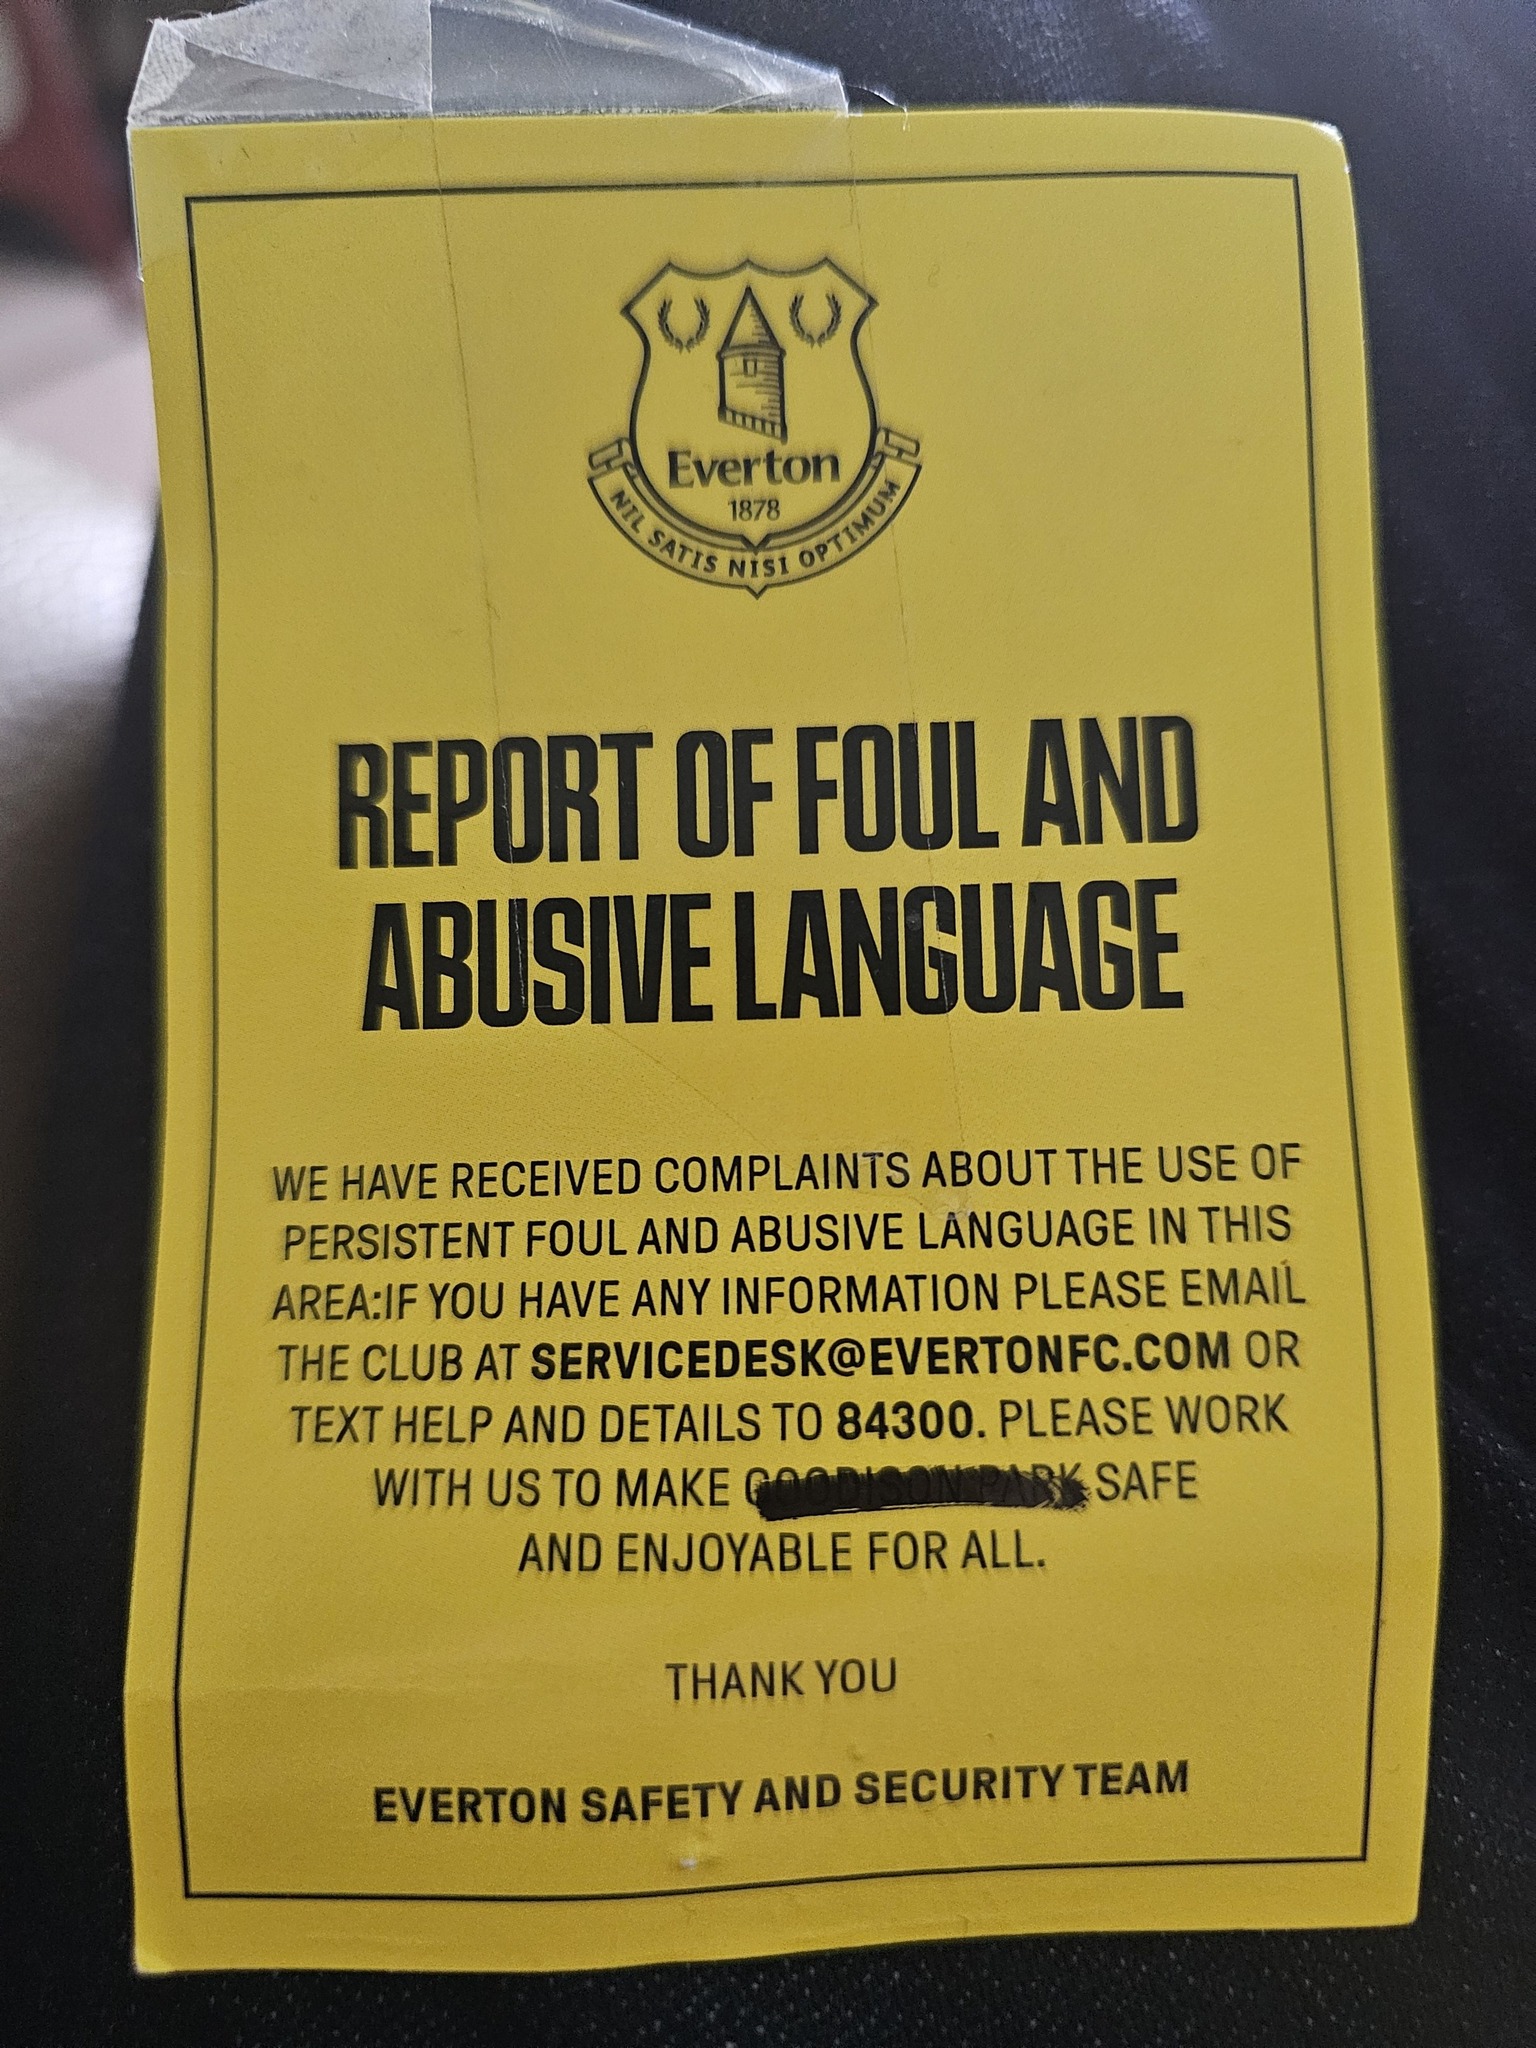 Everton
1878
NIL SATIS NISI OPTIMUM
REPORT OF FOUL AND
ABUSIVE LANGUAGE
WE HAVE RECEIVED COMPLAINTS ABOUT THE USE OF
PERSISTENT FOUL AND ABUSIVE LANGUAGE IN THIS
AREA:IF YOU HAVE ANY INFORMATION PLEASE EMAIL
THE CLUB AT SERVICEDESK@EVERTONFC.COM OR
TEXT HELP AND DETAILS TO 84300. PLEASE WORK
WITH US TO MAKE GOODISON PARK SAFE
AND ENJOYABLE FOR ALL.
THANK YOU
EVERTON SAFETY AND SECURITY TEAM